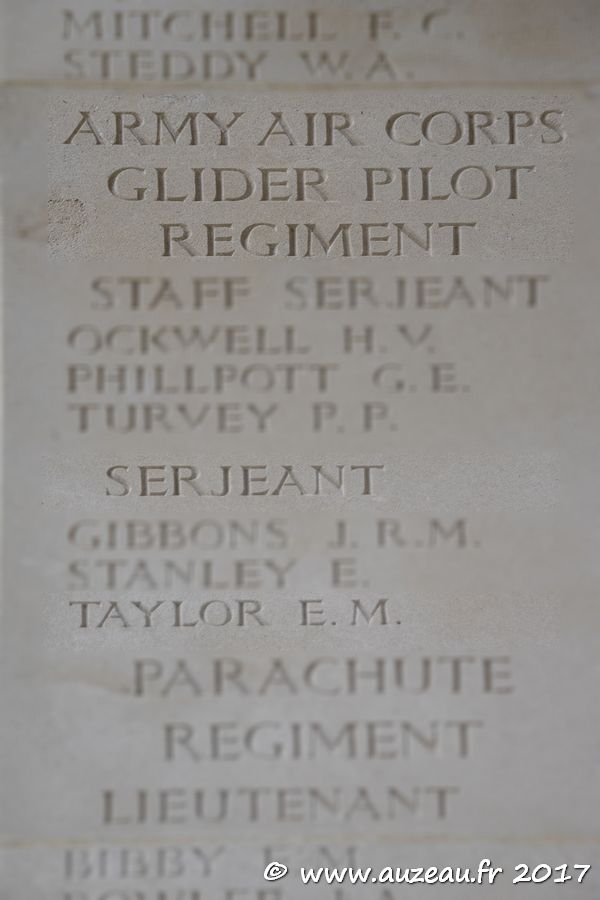 MITCHELL F. C.
STEDDY W. A.
ARMY AIR CORPS
GLIDER PILOT
REGIMENT
STAFF SERJEANT
OCKWELL H. V.
PHILLPOTT G. E.
TURVEY P. P.
SERJEANT
GIBBONS J. R. M.
STANLEY E.
TAYLOR E. M.
PARACHUTE
REGIMENT
LIEUTENANT
BIBBY
© www.auzeau.fr 2017